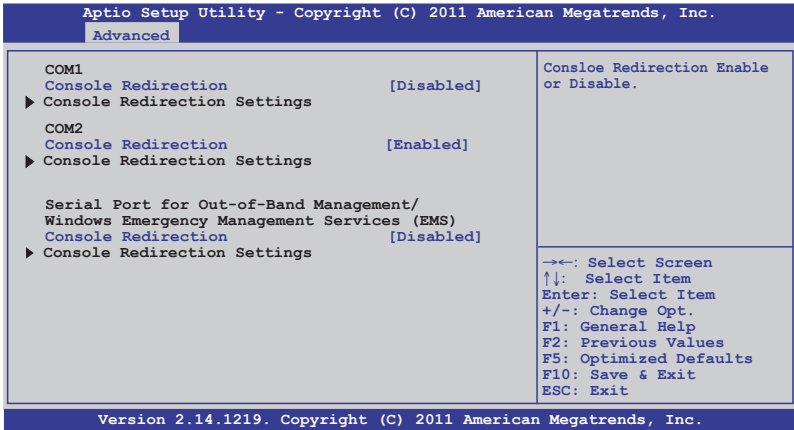 Aptio Setup Utility - Copyright (C) 2011 American Megatrends, Inc.
Advanced
COM1
Console Redirection [Disabled]
▶ Console Redirection Settings
COM2
Console Redirection [Enabled]
▶ Console Redirection Settings
Serial Port for Out-of-Band Management/
Windows Emergency Management Services (EMS)
Console Redirection [Disabled]
▶ Console Redirection Settings
Consloe Redirection Enable
or Disable.
→←: Select Screen
↑↓: Select Item
Enter: Select Item
+/-: Change Opt.
F1: General Help
F2: Previous Values
F5: Optimized Defaults
F10: Save & Exit
ESC: Exit
Version 2.14.1219. Copyright (C) 2011 American Megatrends, Inc.